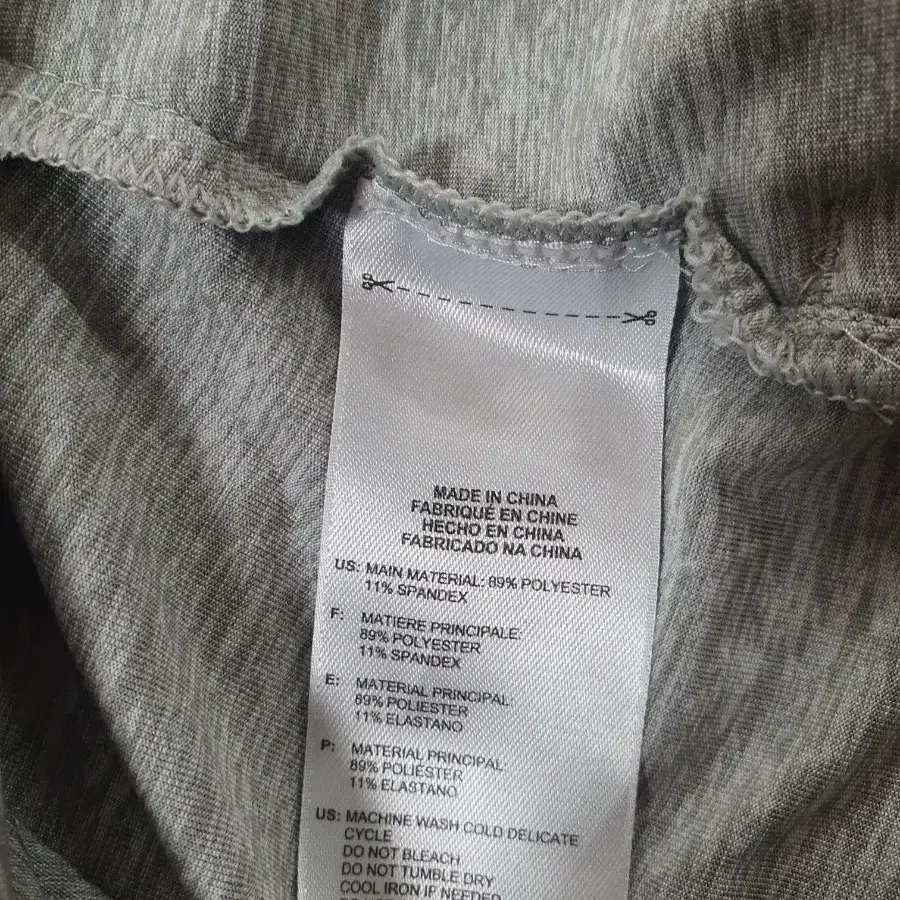 MADE IN CHINA
FABRIQUÉ EN CHINE
HECHO EN CHINA
FABRICADO NA CHINA
US: MAIN MATERIAL: 89% POLYESTER
11% SPANDEX
F: MATIERE PRINCIPALE:
89% POLYESTER
11% SPANDEX
E: MATERIAL PRINCIPAL:
89% POLIESTER
11% ELASTANO
P: MATERIAL PRINCIPAL:
89% POLIÉSTER
11% ELASTANO
US: MACHINE WASH COLD DELICATE
CYCLE
DO NOT BLEACH
DO NOT TUMBLE DRY
COOL IRON IF NEEDED